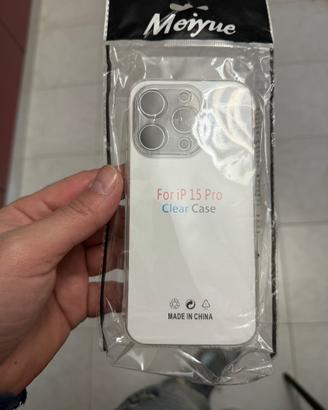 Meiyue
For iP 15 Pro
Clear Case
MADE IN CHINA